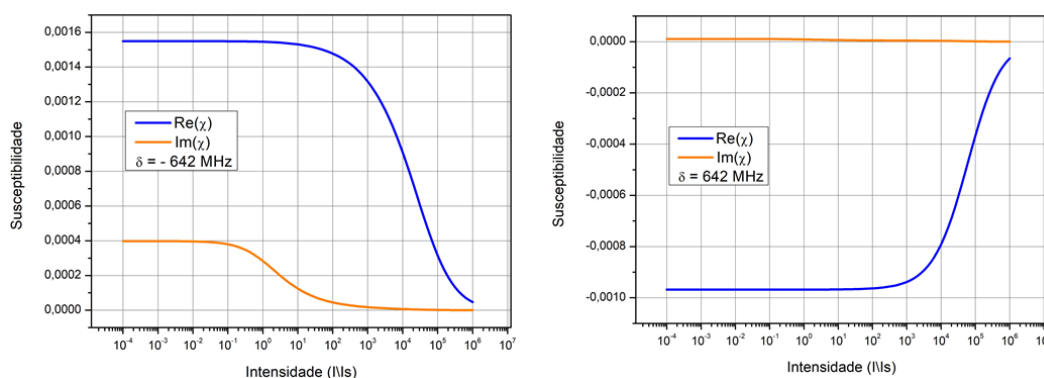 0,0016
0,0014
0,0012
0,0010
0,0008
0,0006
0,0004
0,0002
0,0000
Susceptibilidade
Re(χ)
Im(χ)
δ = - 642 MHz
10⁻⁴ 10⁻³ 10⁻² 10⁻¹ 10⁰ 10¹ 10² 10³ 10⁴ 10⁵ 10⁶ 10⁷
Intensidade (I\Is)
0,0000
-0,0002
-0,0004
-0,0006
-0,0008
-0,0010
Susceptibilidade
Re(χ)
Im(χ)
δ = 642 MHz
10⁻⁴ 10⁻³ 10⁻² 10⁻¹ 10⁰ 10¹ 10² 10³ 10⁴ 10⁵ 10⁶
Intensidade (I\Is)